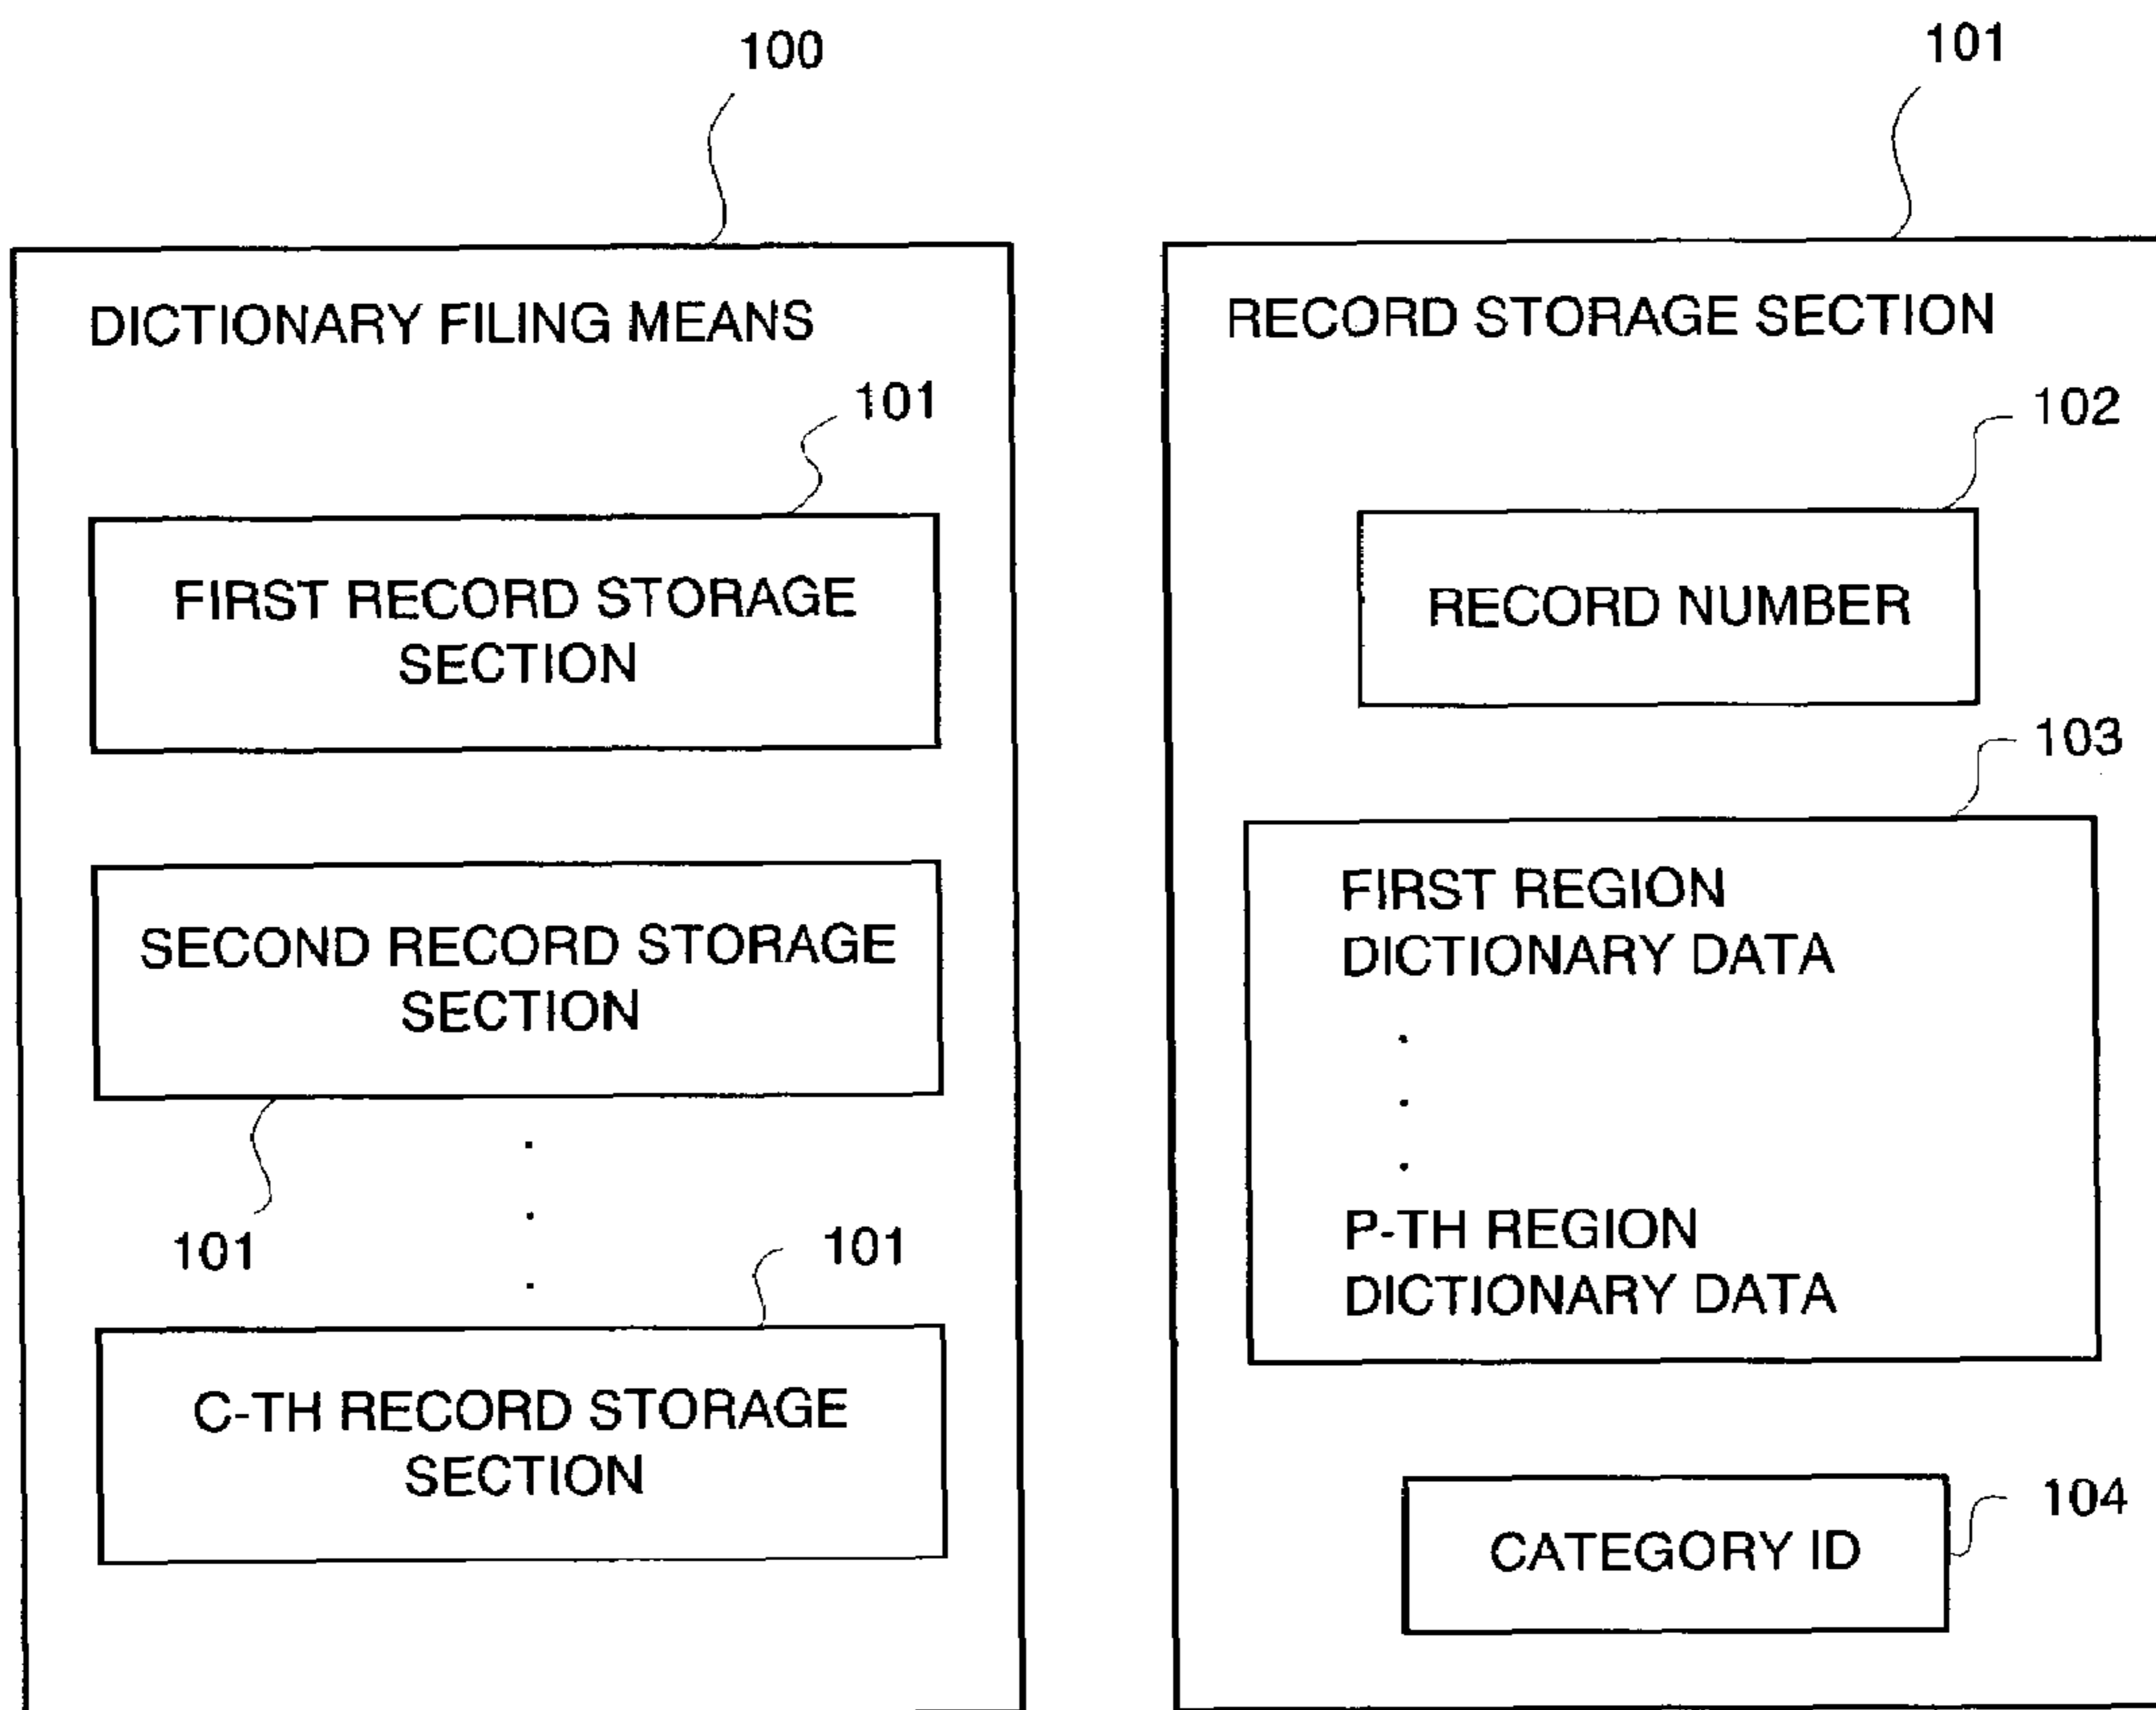 100
DICTIONARY FILING MEANS
101
FIRST RECORD STORAGE
SECTION
SECOND RECORD STORAGE
SECTION
101
101
C-TH RECORD STORAGE
SECTION
101
RECORD STORAGE SECTION
102
RECORD NUMBER
103
FIRST REGION
DICTIONARY DATA
P-TH REGION
DICTIONARY DATA
104
CATEGORY ID